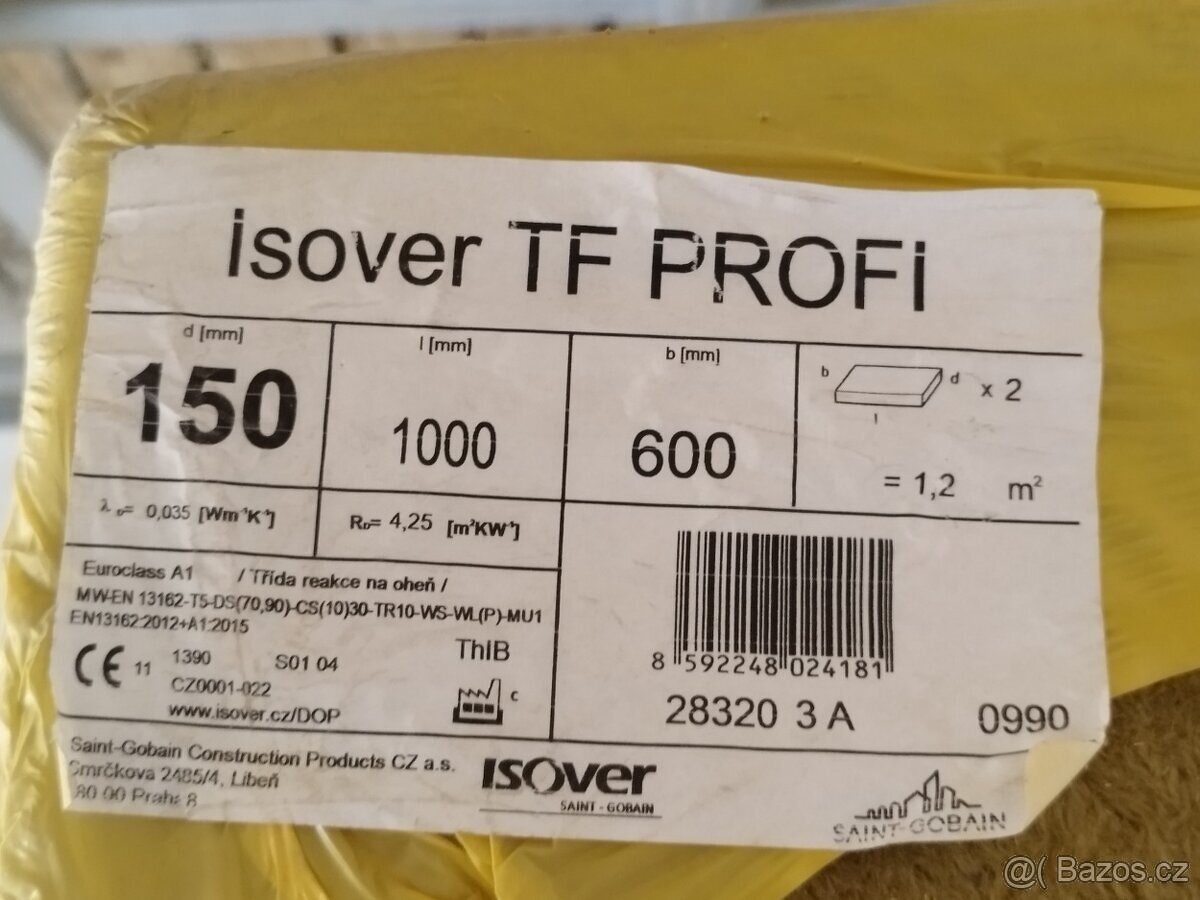 isover TF PROFi
d [mm]
150
l [mm]
1000
b [mm]
600
b d x 2
l
= 1,2 m²
λD= 0,035 [Wm⁻¹K⁻¹]
RD= 4,25 [m²KW⁻¹]
Euroclass A1 / Třída reakce na oheň /
MW-EN 13162-T5-DS(70,90)-CS(10)30-TR10-WS-WL(P)-MU1
EN13162:2012+A1:2015
CE 11 1390 S01 04 ThIB
CZ0001-022
www.isover.cz/DOP
c
8 592248 024181
28320 3 A 0990
Saint-Gobain Construction Products CZ a.s.
Smrčkova 2485/4, Libeň
180 00 Praha 8
isover
SAINT-GOBAIN
SAINT-GOBAIN
@( Bazos.cz